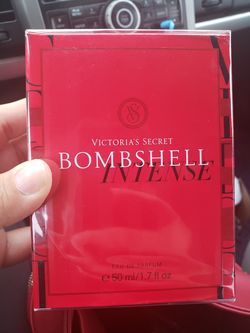 VS
VICTORIA'S SECRET
BOMBSHELL
INTENSE
EAU DE PARFUM
e 50 ml/1.7 fl oz